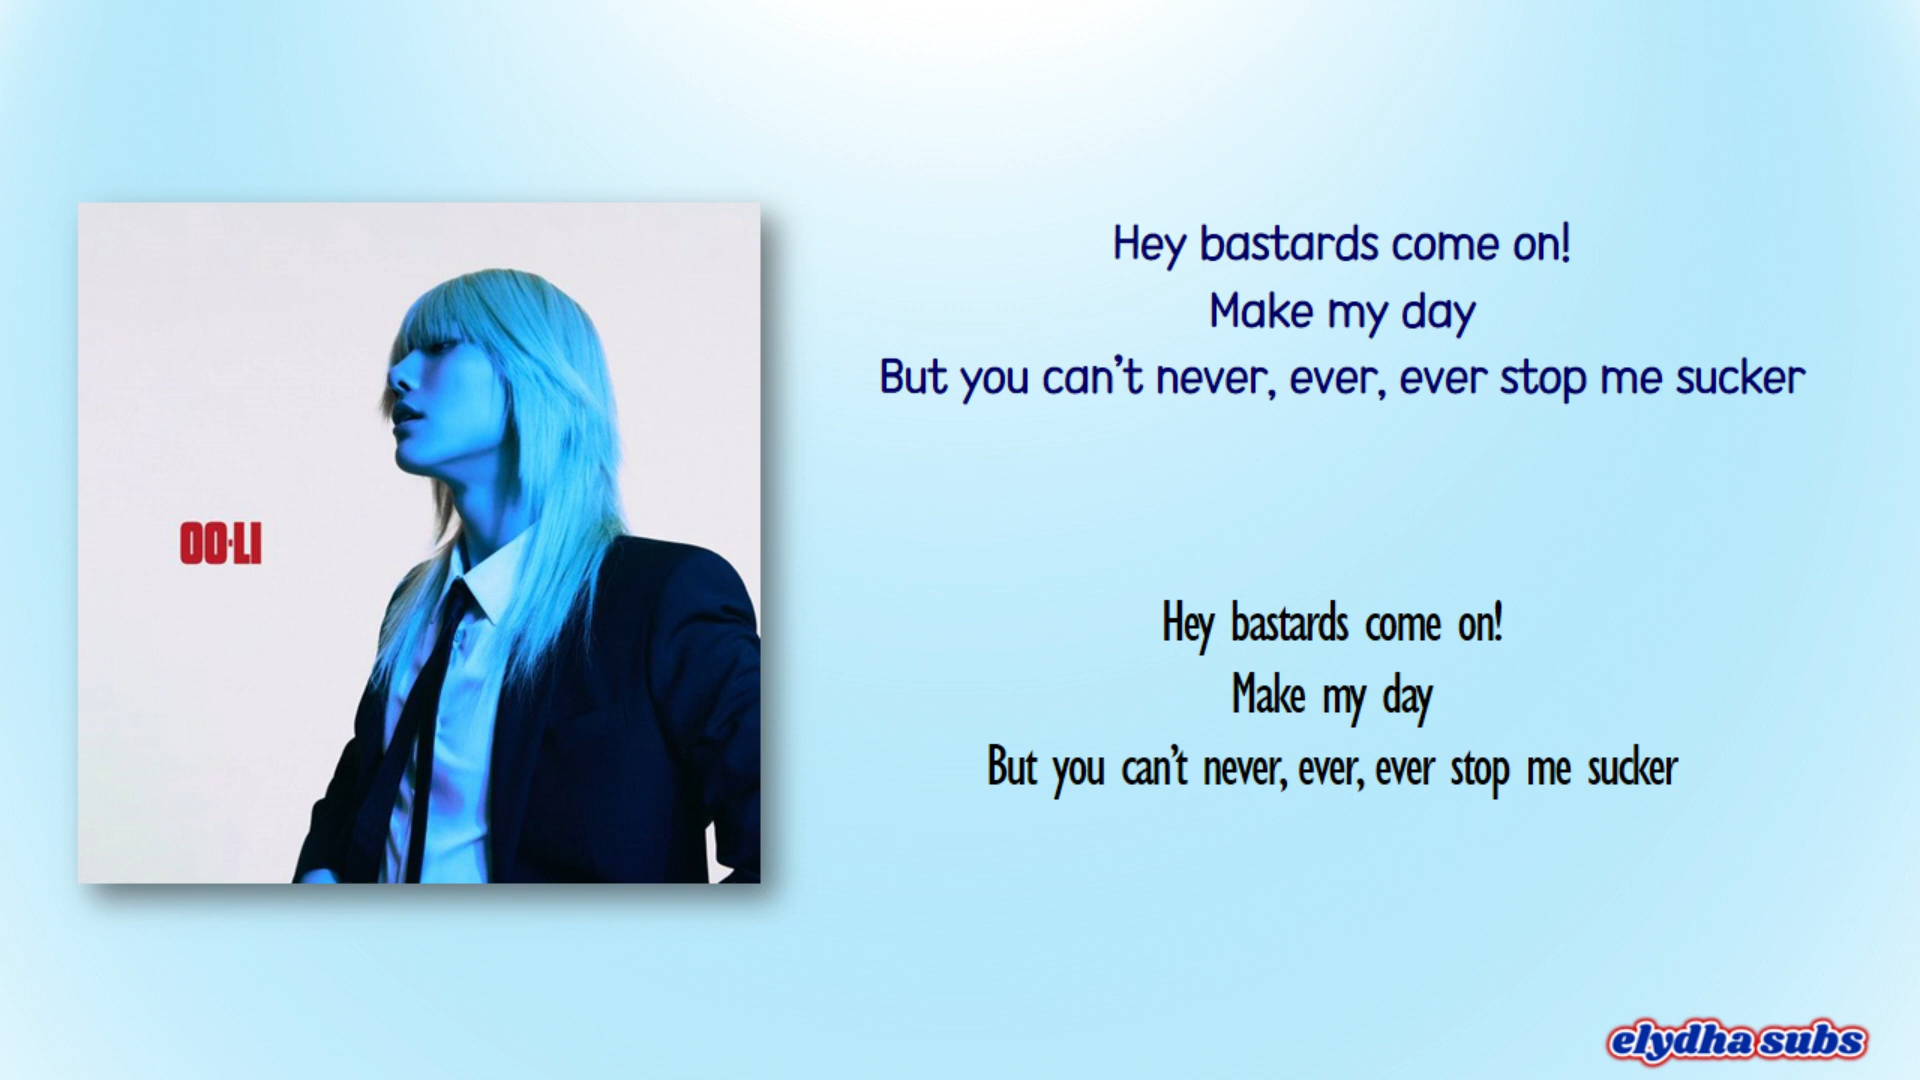 OO-LI
Hey bastards come on!
Make my day
But you can't never, ever, ever stop me sucker
Hey bastards come on!
Make my day
But you can't never, ever, ever stop me sucker
elydha subs